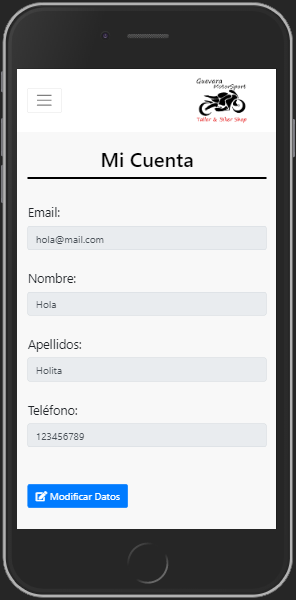 Guevara
MotorSport
Taller & Biker Shop
Mi Cuenta
Email:
hola@mail.com
Nombre:
Hola
Apellidos:
Holita
Teléfono:
123456789
Modificar Datos